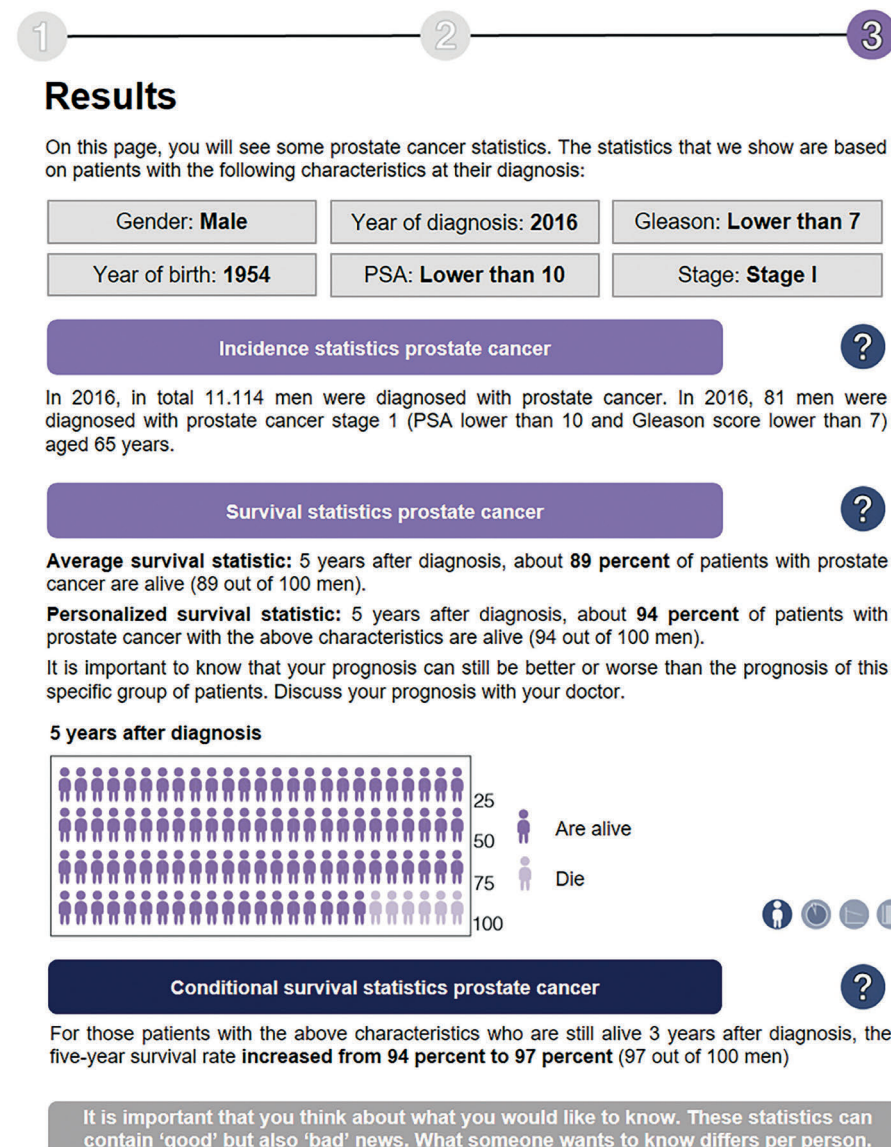 1 2 3
Results
On this page, you will see some prostate cancer statistics. The statistics that we show are based
on patients with the following characteristics at their diagnosis:
Gender: Male
Year of diagnosis: 2016
Gleason: Lower than 7
Year of birth: 1954
PSA: Lower than 10
Stage: Stage I
Incidence statistics prostate cancer
?
In 2016, in total 11.114 men were diagnosed with prostate cancer. In 2016, 81 men were
diagnosed with prostate cancer stage 1 (PSA lower than 10 and Gleason score lower than 7)
aged 65 years.
Survival statistics prostate cancer
?
Average survival statistic: 5 years after diagnosis, about 89 percent of patients with prostate
cancer are alive (89 out of 100 men).
Personalized survival statistic: 5 years after diagnosis, about 94 percent of patients with
prostate cancer with the above characteristics are alive (94 out of 100 men).
It is important to know that your prognosis can still be better or worse than the prognosis of this
specific group of patients. Discuss your prognosis with your doctor.
5 years after diagnosis
25
50
75
100
Are alive
Die
Conditional survival statistics prostate cancer
?
For those patients with the above characteristics who are still alive 3 years after diagnosis, the
five-year survival rate increased from 94 percent to 97 percent (97 out of 100 men)
It is important that you think about what you would like to know. These statistics can
contain 'good' but also 'bad' news. What someone wants to know differs per person.